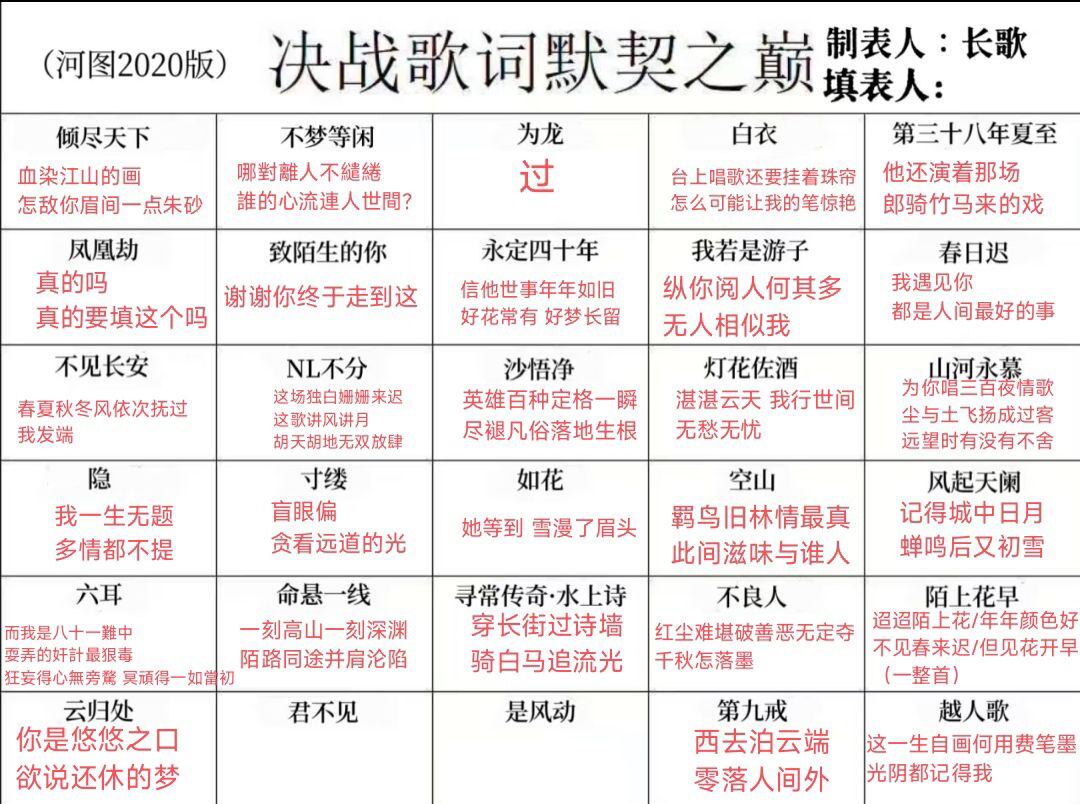 （河图2020版）
决战歌词默契之巅
制表人：长歌
填表人：
倾尽天下
血染江山的画
怎敌你眉间一点朱砂
不梦等闲
哪對離人不繾綣
誰的心流連人世間？
为龙
过
白衣
台上唱歌还要挂着珠帘
怎么可能让我的笔惊艳
第三十八年夏至
他还演着那场
郎骑竹马来的戏
凤凰劫
真的吗
真的要填这个吗
致陌生的你
谢谢你终于走到这
永定四十年
信他世事年年如旧
好花常有 好梦长留
我若是游子
纵你阅人何其多
无人相似我
春日迟
我遇见你
都是人间最好的事
不见长安
春夏秋冬风依次抚过
我发端
NL不分
这场独白姗姗来迟
这歌讲风讲月
胡天胡地无双放肆
沙悟净
英雄百种定格一瞬
尽褪凡俗落地生根
灯花佐酒
湛湛云天 我行世间
无愁无忧
山河永慕
为你唱三百夜情歌
尘与土飞扬成过客
远望时有没有不舍
隐
我一生无题
多情都不提
寸缕
盲眼偏
贪看远道的光
如花
她等到 雪漫了眉头
空山
羁鸟旧林情最真
此间滋味与谁人
风起天阑
记得城中日月
蝉鸣后又初雪
六耳
而我是八十一難中
耍弄的奸計最狠毒
狂妄得心無旁騖 冥頑得一如當初
命悬一线
一刻高山一刻深渊
陌路同途并肩沦陷
寻常传奇·水上诗
穿长街过诗墙
骑白马追流光
不良人
红尘难堪破善恶无定夺
千秋怎落墨
陌上花早
迢迢陌上花/年年颜色好
不见春来迟/但见花开早
（一整首）
云归处
你是悠悠之口
欲说还休的梦
君不见
是风动
第九戒
西去泊云端
零落人间外
越人歌
这一生自画何用费笔墨
光阴都记得我